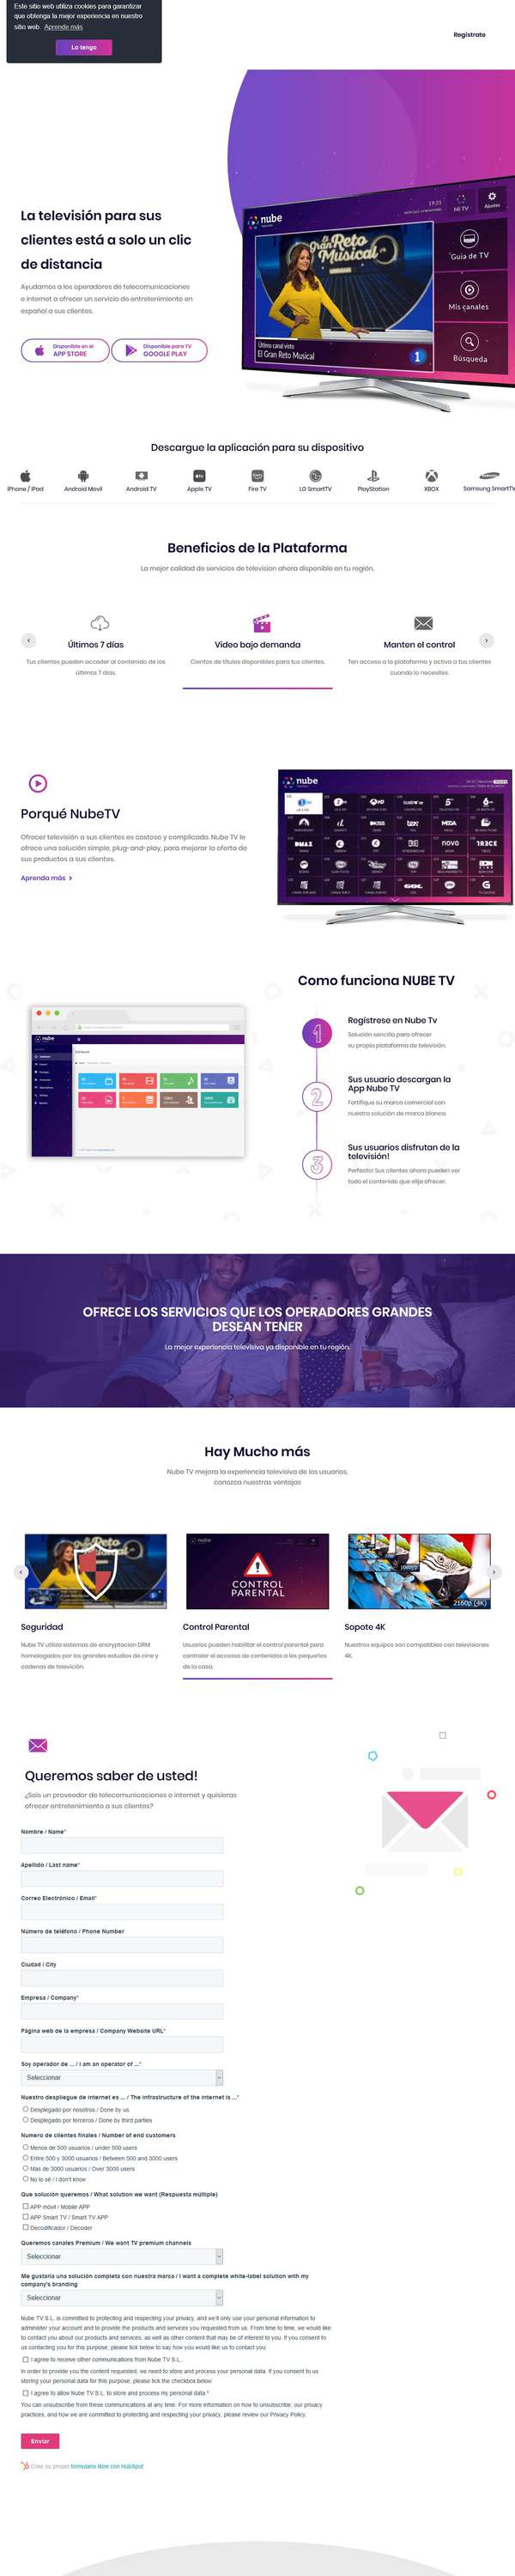 Este sitio web utiliza cookies para garantizar
que obtenga la mejor experiencia en nuestro
sitio web. Aprende más
Lo tengo
Regístrate
La televisión para sus
clientes está a solo un clic
de distancia
Ayudamos a los operadores de telecomunicaciones
e internet a ofrecer un servicio de entretenimiento en
español a sus clientes.
Disponible en el
APP STORE
Disponible para TV
GOOGLE PLAY
nube
19:31
Mi TV
Ajustes
Guía de TV
Mis canales
Búsqueda
El Gran Reto Musical
Último canal visto
El Gran Reto Musical
Descargue la aplicación para su dispositivo
iPhone / iPad
Android Movil
Android TV
Apple TV
Fire TV
LG SmartTV
PlayStation
XBOX
Samsung SmartTV
Beneficios de la Plataforma
La mejor calidad de servicios de television ahora disponible en tu región.
Últimos 7 días
Tus clientes pueden acceder al contenido de los
últimos 7 días.
Video bajo demanda
Cientos de títulos disponibles para tus clientes.
Manten el control
Ten acceso a la plataforma y activa a tus clientes
cuando lo necesites.
Porqué NubeTV
Ofrecer televisión a sus clientes es costoso y complicado. Nube TV le
ofrece una solución simple, plug-and-play, para mejorar la oferta de
sus productos a sus clientes.
Aprenda más
nube
Como funciona NUBE TV
1
Regístrese en Nube Tv
Solución sencilla para ofrecer
su propia plataforma de televisión.
2
Sus usuario descargan la
App Nube TV
Fortifique su marca comercial con
nuestra solución de marca blanca.
3
Sus usuarios disfrutan de la
televisión!
Perfecto! Sus clientes ahora pueden ver
todo el contenido que elija ofrecer.
OFRECE LOS SERVICIOS QUE LOS OPERADORES GRANDES
DESEAN TENER
La mejor experiencia televisiva ya disponible en tu región.
Hay Mucho más
Nube TV mejora la experiencia televisiva de los usuarios,
conozca nuestras ventajas
CONTROL
PARENTAL
2160p (4K)
Seguridad
Nube TV utiliza sistemas de encryptacion DRM
homologados por los grandes estudios de cine y
cadenas de televición.
Control Parental
Usuarios pueden habilitar el control parental para
controlar el accesso de contenidos a los pequeños
de la casa.
Sopote 4K
Nuestros equipos son compatibles con televisiones
4K.
Queremos saber de usted!
¿Sois un proveedor de telecomunicaciones o internet y quisieras
ofrecer entretenimiento a sus clientes?
Nombre / Name*
Apellido / Last name*
Correo Electrónico / Email*
Número de teléfono / Phone Number
Ciudad / City
Empresa / Company*
Página web de la empresa / Company Website URL*
Soy operador de ... / I am an operator of ...*
Seleccionar
Nuestro despliegue de internet es ... / The infrastructure of the internet is ...*
Desplegado por nosotros / Done by us
Desplegado por terceros / Done by third parties
Numero de clientes finales / Number of end customers
Menos de 500 usuarios / under 500 users
Entre 500 y 3000 usuarios / Between 500 and 3000 users
Mas de 3000 usuarios / Over 3000 users
No lo sé / I don't know
Que solución queremos / What solution we want (Respuesta múltiple)
APP móvil / Mobile APP
APP Smart TV / Smart TV APP
Decodificador / Decoder
Queremos canales Premium / We want TV premium channels
Seleccionar
Me gustaría una solución completa con nuestra marca / I want a complete white-label solution with my
company's branding
Seleccionar
Nube TV S.L. is committed to protecting and respecting your privacy, and we'll only use your personal information to
administer your account and to provide the products and services you requested from us. From time to time, we would like
to contact you about our products and services, as well as other content that may be of interest to you. If you consent to
us contacting you for this purpose, please tick below to say how you would like us to contact you:
I agree to receive other communications from Nube TV S.L.
In order to provide you the content requested, we need to store and process your personal data. If you consent to us
storing your personal data for this purpose, please tick the checkbox below.
I agree to allow Nube TV S.L. to store and process my personal data.*
You can unsubscribe from these communications at any time. For more information on how to unsubscribe, our privacy
practices, and how we are committed to protecting and respecting your privacy, please review our Privacy Policy.
Enviar
Cree su propio formulario libre con HubSpot